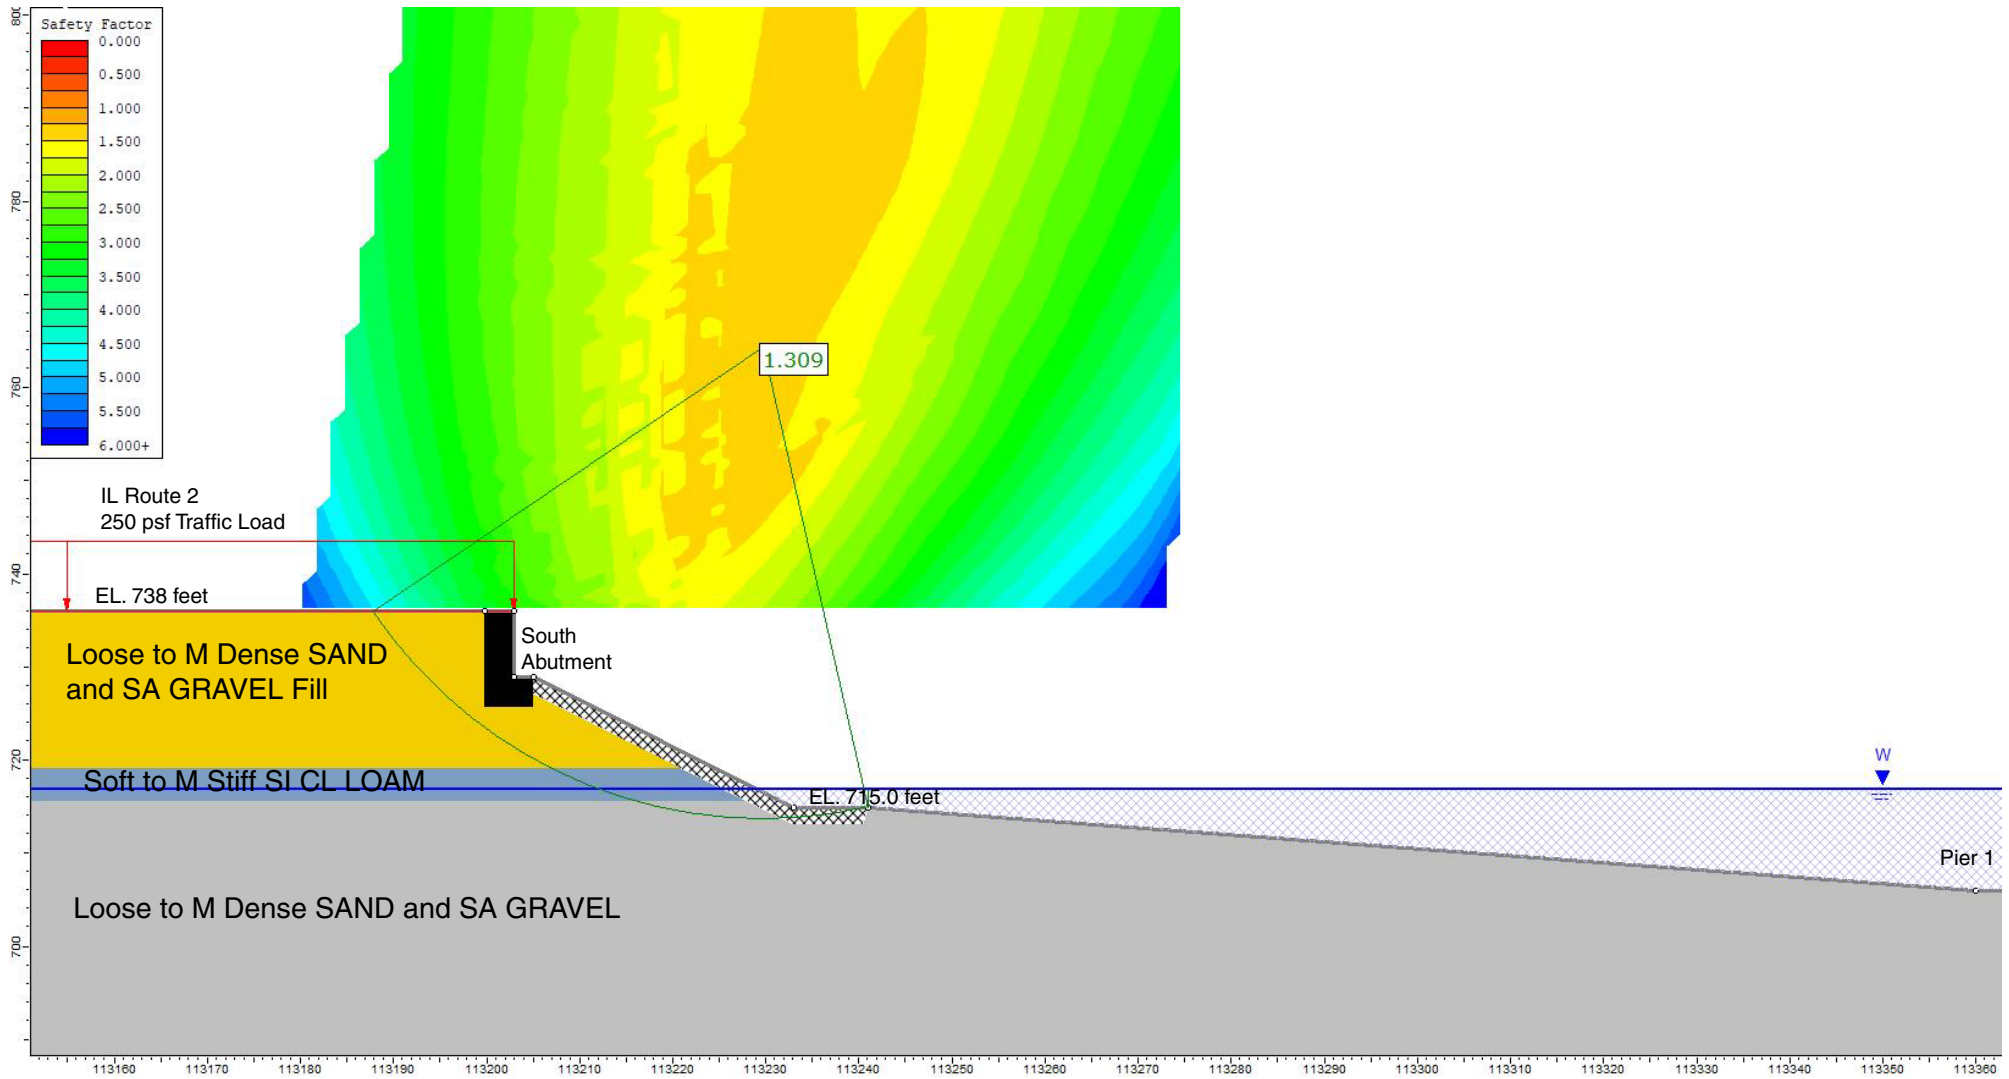 Safety Factor
0.000
0.500
1.000
1.500
2.000
2.500
3.000
3.500
4.000
4.500
5.000
5.500
6.000+
1.309
IL Route 2
250 psf Traffic Load
EL. 738 feet
South
Abutment
Loose to M Dense SAND
and SA GRAVEL Fill
Soft to M Stiff SI CL LOAM
EL. 715.0 feet
W
Pier 1
Loose to M Dense SAND and SA GRAVEL
780
760
740
720
700
113160 113170 113180 113190 113200 113210 113220 113230 113240 113250 113260 113270 113280 113290 113300 113310 113320 113330 113340 113350 113360